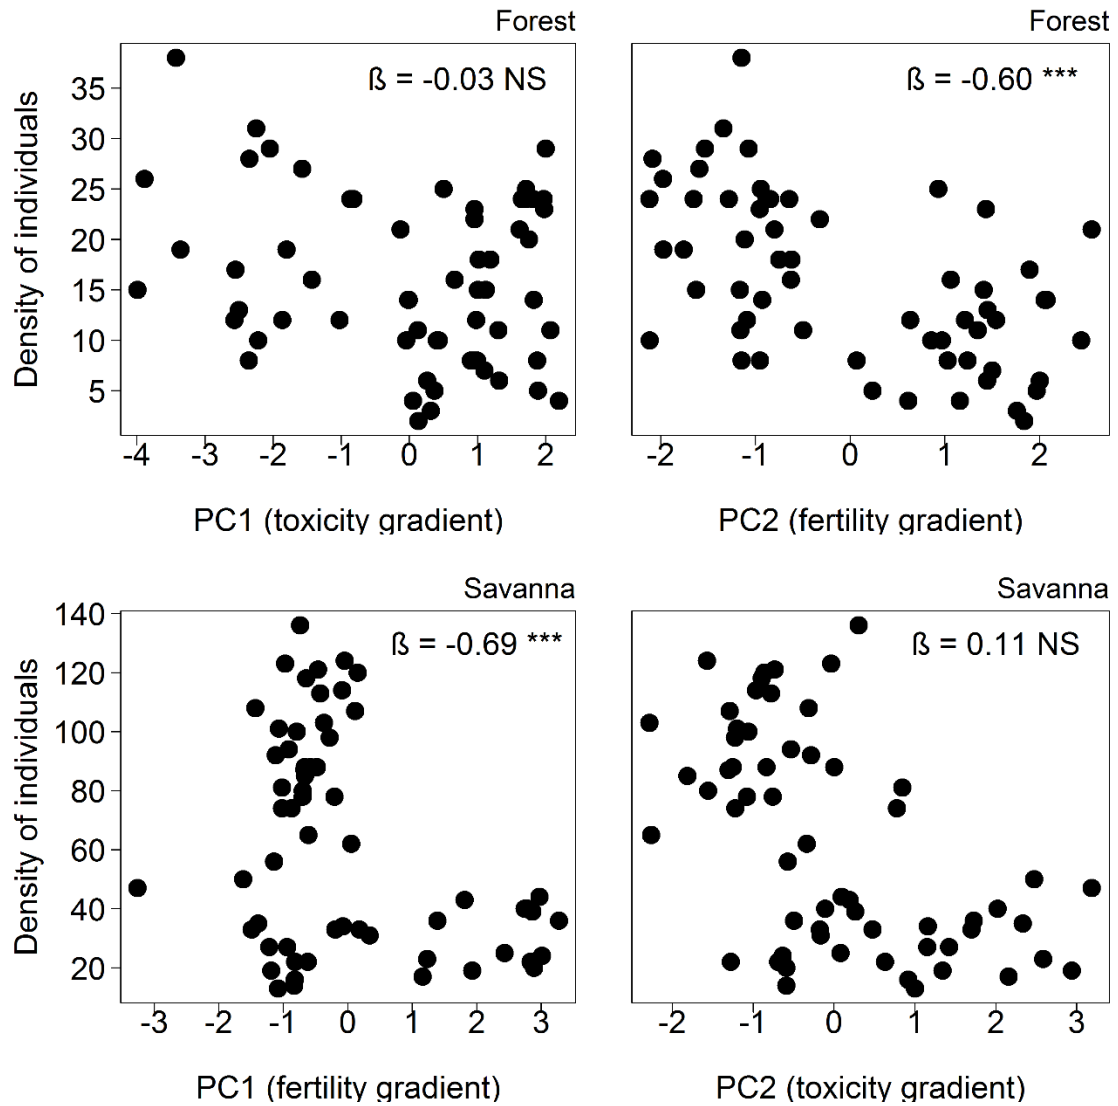 Forest
ß = -0.03 NS
Density of individuals
35
30
25
20
15
10
5
-4 -3 -2 -1 0 1 2
PC1 (toxicity gradient)
Forest
ß = -0.60 ***
-2 -1 0 1 2
PC2 (fertility gradient)
Savanna
ß = -0.69 ***
Density of individuals
140
120
100
80
60
40
20
-3 -2 -1 0 1 2 3
PC1 (fertility gradient)
Savanna
ß = 0.11 NS
-2 -1 0 1 2 3
PC2 (toxicity gradient)